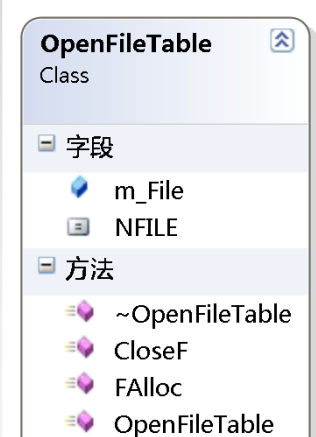 OpenFileTable
Class
字段
m_File
NFILE
方法
~OpenFileTable
CloseF
FAlloc
OpenFileTable